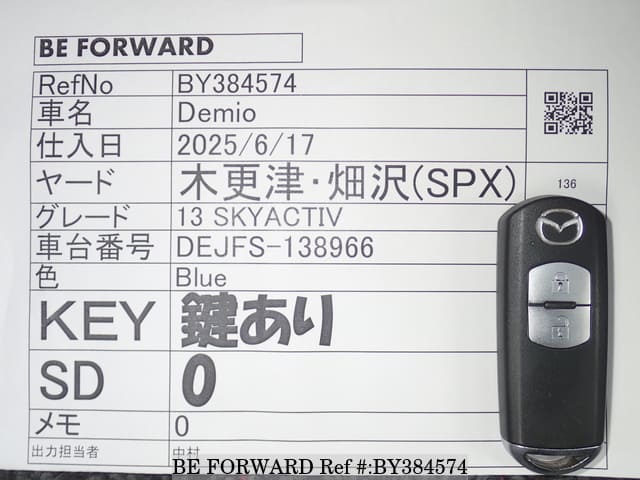 BE FORWARD
RefNo BY384574
車名 Demio
仕入日 2025/6/17
ヤード 木更津・畑沢(SPX) 136
グレード 13 SKYACTIV
車台番号 DEJFS-138966
色 Blue
KEY 鍵あり
SD 0
メモ 0
出力担当者 中村
BE FORWARD Ref #:BY384574